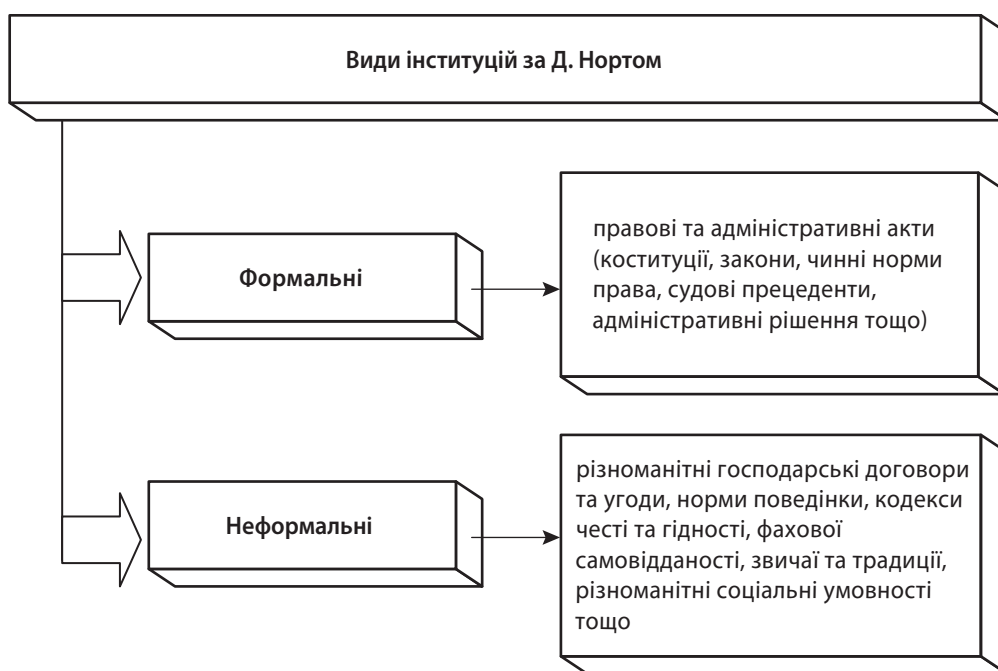 Види інституцій за Д. Нортом
Формальні
правові та адміністративні акти
(коституції, закони, чинні норми
права, судові прецеденти,
адміністративні рішення тощо)
Неформальні
різноманітні господарські договори
та угоди, норми поведінки, кодекси
честі та гідності, фахової
самовідданості, звичаї та традиції,
різноманітні соціальні умовності
тощо